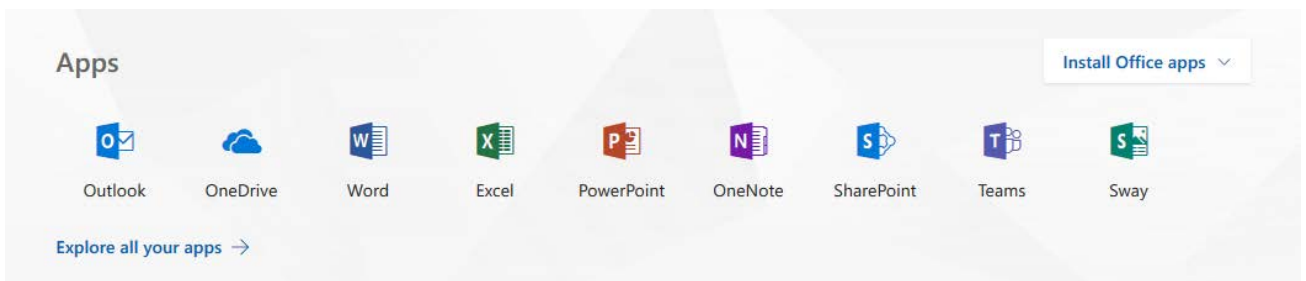 Apps
Install Office apps
O
W
X
P
N
S
T
S
Outlook OneDrive Word Excel PowerPoint OneNote SharePoint Teams Sway
Explore all your apps →